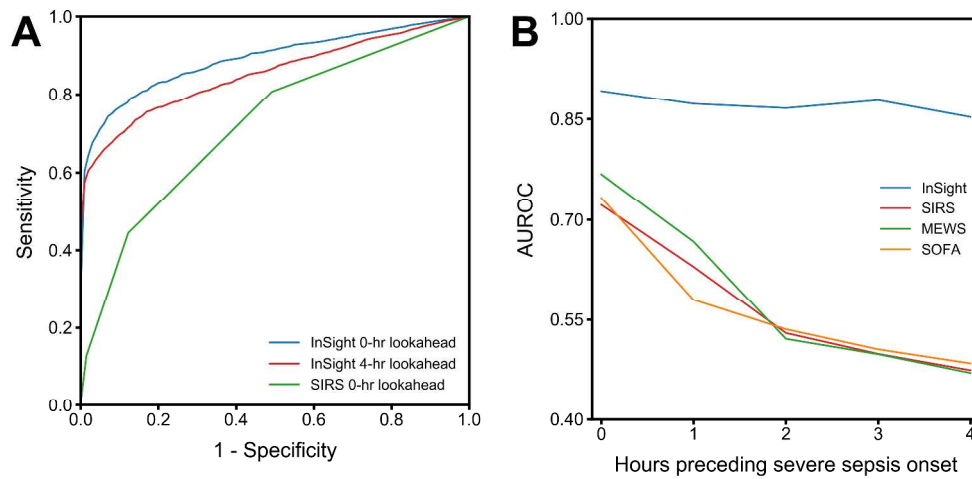 A
Sensitivity
1.0
0.8
0.6
0.4
0.2
0.0
InSight 0-hr lookahead
InSight 4-hr lookahead
SIRS 0-hr lookahead
0.0 0.2 0.4 0.6 0.8 1.0
1 - Specificity
B
AUROC
1.00
0.85
0.70
0.55
0.40
InSight
SIRS
MEWS
SOFA
0 1 2 3 4
Hours preceding severe sepsis onset